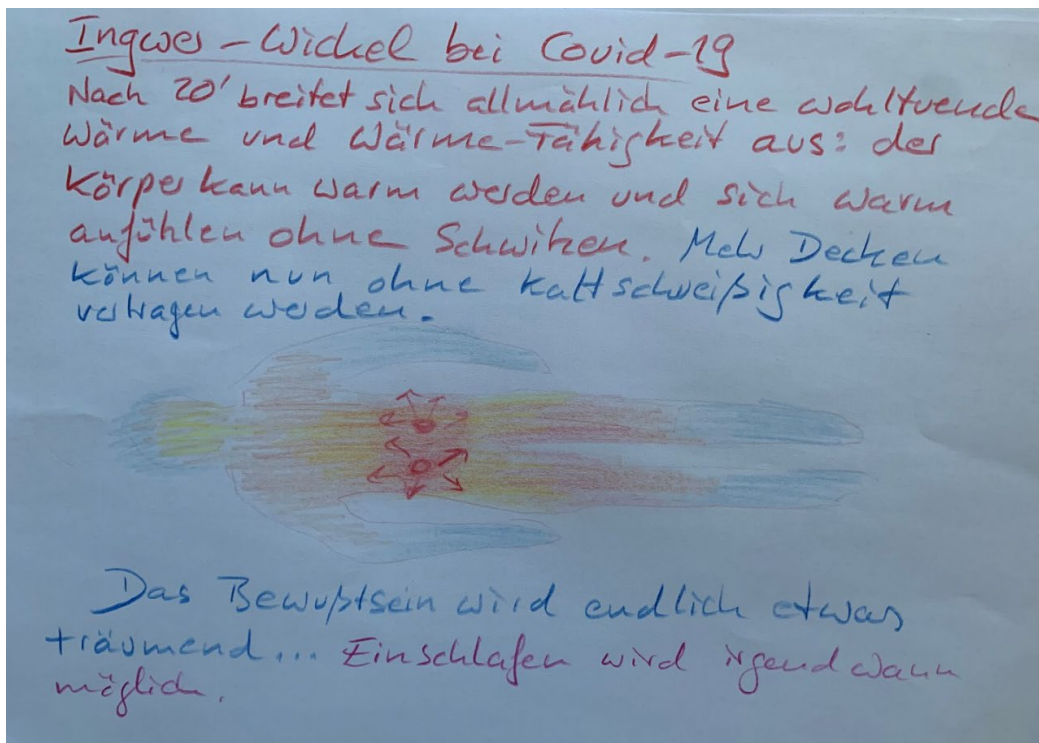 Ingwer-Wickel bei Covid-19
Nach 20' breitet sich allmählich eine wohltuende
Wärme und Wärme-Fähigkeit aus: der
Körper kann warm werden und sich warm
anfühlen ohne Schwitzen. Mehr Decken
können nun ohne Kaltschweißigkeit
vertragen werden.
Das Bewußtsein wird endlich etwas
träumend... Einschlafen wird irgendwann
möglich.